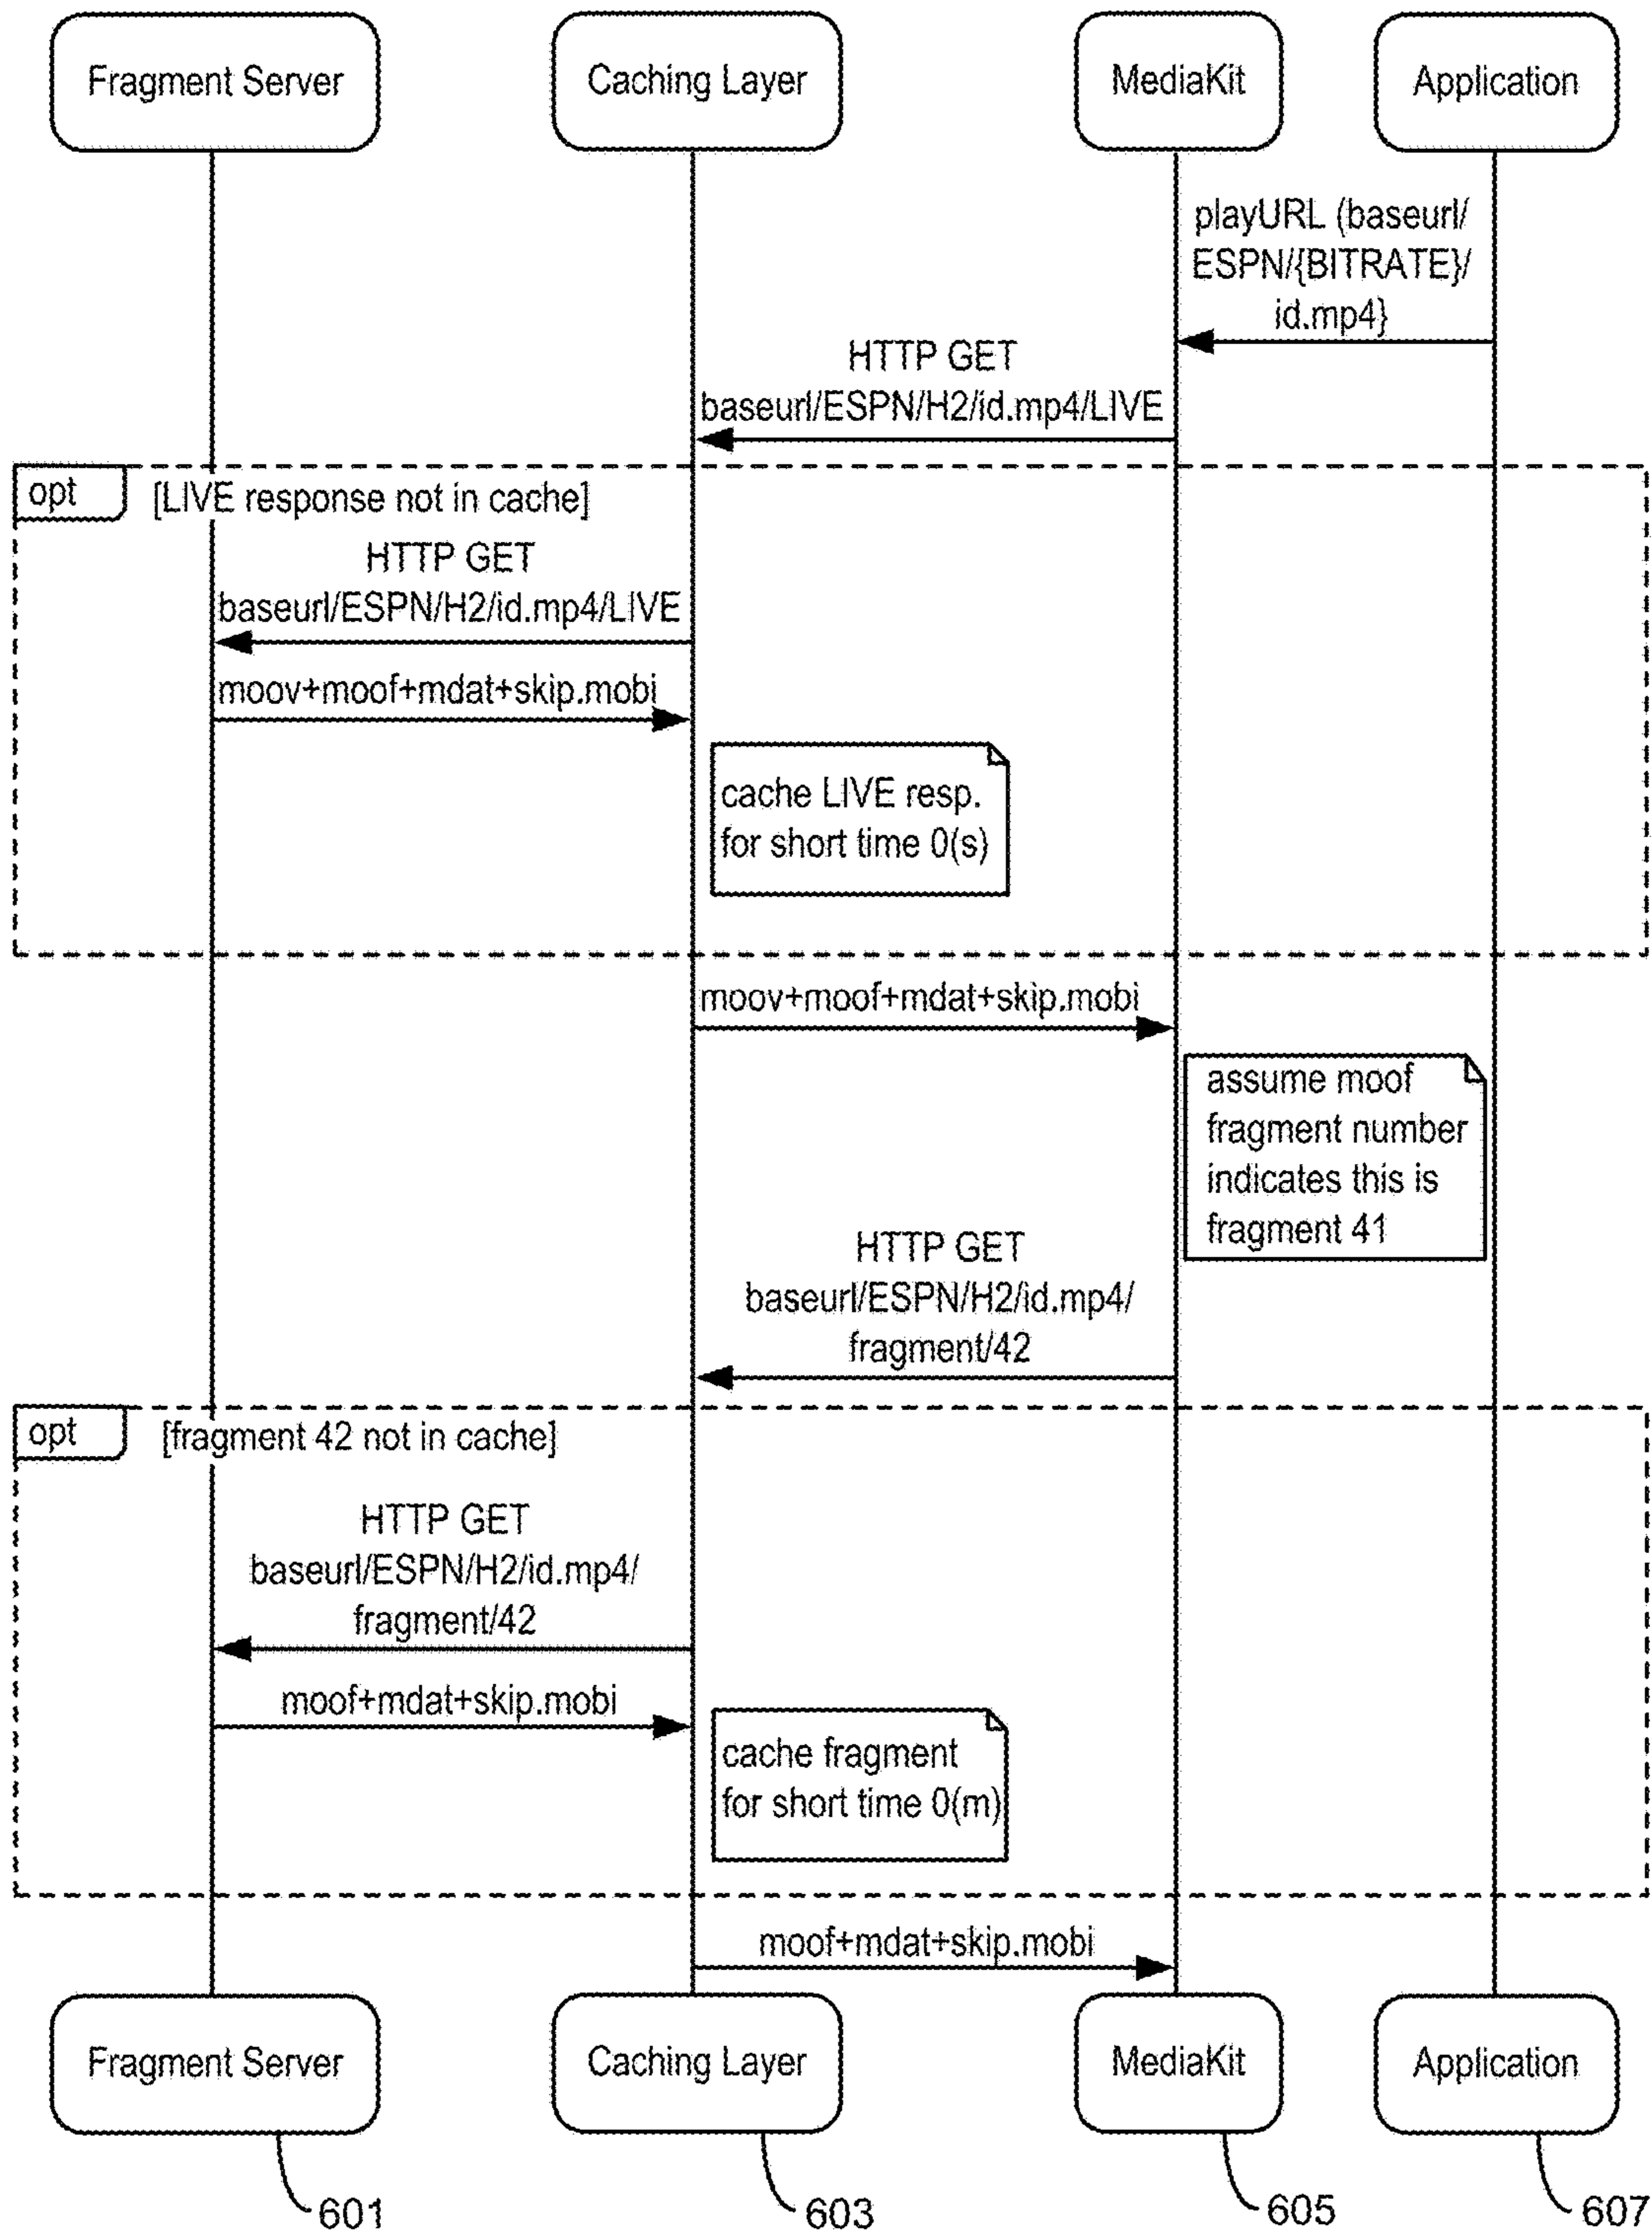 Fragment Server
Caching Layer
MediaKit
Application
playURL (baseurl/
ESPN/{BITRATE}/
id.mp4}
HTTP GET
baseurl/ESPN/H2/id.mp4/LIVE
opt
[LIVE response not in cache]
HTTP GET
baseurl/ESPN/H2/id.mp4/LIVE
moov+moof+mdat+skip.mobi
cache LIVE resp.
for short time 0(s)
moov+moof+mdat+skip.mobi
assume moof
fragment number
indicates this is
fragment 41
HTTP GET
baseurl/ESPN/H2/id.mp4/
fragment/42
opt
[fragment 42 not in cache]
HTTP GET
baseurl/ESPN/H2/id.mp4/
fragment/42
moof+mdat+skip.mobi
cache fragment
for short time 0(m)
moof+mdat+skip.mobi
Fragment Server
Caching Layer
MediaKit
Application
601
603
605
607